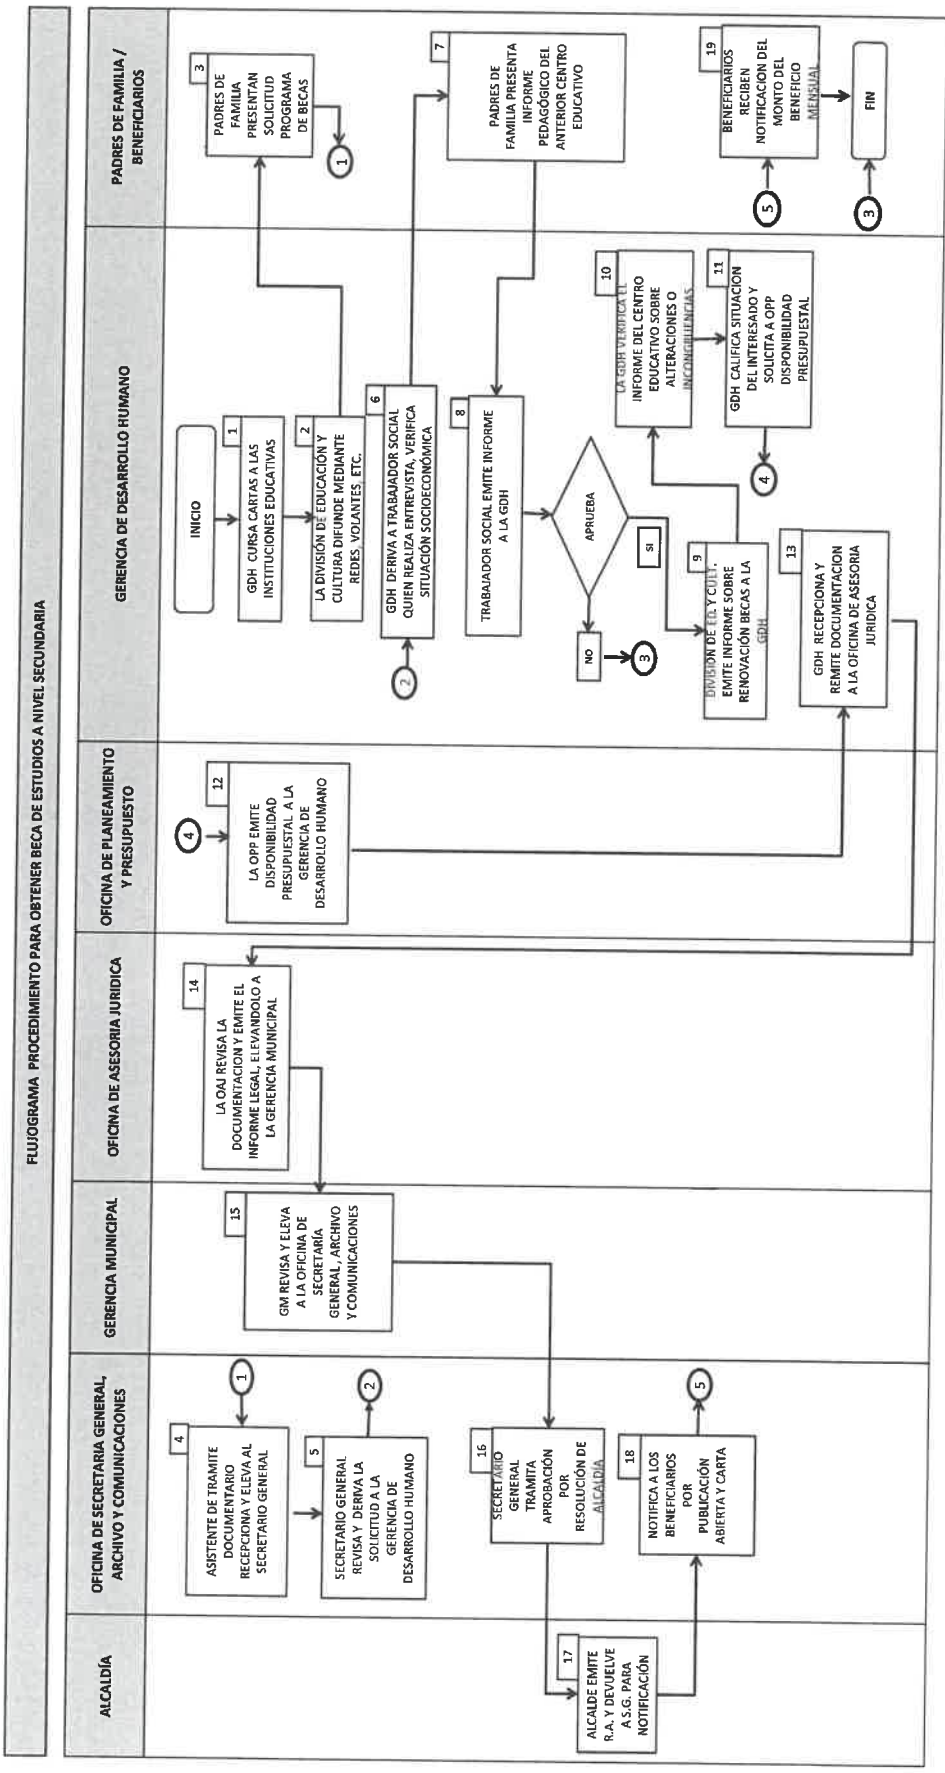 FLUJOGRAMA PROCEDIMIENTO PARA OBTENER BECA DE ESTUDIOS A NIVEL SECUNDARIA
ALCALDÍA
OFICINA DE SECRETARIA GENERAL,
ARCHIVO Y COMUNICACIONES
GERENCIA MUNICIPAL
OFICINA DE ASESORIA JURIDICA
OFICINA DE PLANEAMIENTO
Y PRESUPUESTO
GERENCIA DE DESARROLLO HUMANO
PADRES DE FAMILIA /
BENEFICIARIOS
INICIO
1
GDH CURSA CARTAS A LAS
INSTITUCIONES EDUCATIVAS
2
LA DIVISIÓN DE EDUCACIÓN Y
CULTURA DIFUNDE MEDIANTE
REDES, VOLANTES, ETC.
3
PADRES DE
FAMILIA
PRESENTAN
SOLICITUD
PROGRAMA
DE BECAS
1
1
4
ASISTENTE DE TRAMITE
DOCUMENTARIO
RECEPCIONA Y ELEVA AL
SECRETARIO GENERAL
5
SECRETARIO GENERAL
REVISA Y DERIVA LA
SOLICITUD A LA
GERENCIA DE
DESARROLLO HUMANO
2
2
6
GDH DERIVA A TRABAJADOR SOCIAL
QUIEN REALIZA ENTREVISTA, VERIFICA
SITUACIÓN SOCIOECONÓMICA
7
PADRES DE
FAMILIA PRESENTA
INFORME
PEDAGÓGICO DEL
ANTERIOR CENTRO
EDUCATIVO
8
TRABAJADOR SOCIAL EMITE INFORME
A LA GDH
APRUEBA
NO
3
SI
9
DIVISIÓN DE ED. Y CULT.
EMITE INFORME SOBRE
RENOVACIÓN BECAS A LA
GDH
10
LA GDH VERIFICA EL
INFORME DEL CENTRO
EDUCATIVO SOBRE
ALTERACIONES O
INCONGRUENCIAS
11
GDH CALIFICA SITUACION
DEL INTERESADO Y
SOLICITA A OPP
DISPONIBILIDAD
PRESUPUESTAL
4
4
12
LA OPP EMITE
DISPONIBILIDAD
PRESUPUESTAL A LA
GERENCIA DE
DESARROLLO HUMANO
13
GDH RECEPCIONA Y
REMITE DOCUMENTACION
A LA OFICINA DE ASESORIA
JURIDICA
14
LA OAJ REVISA LA
DOCUMENTACION Y EMITE EL
INFORME LEGAL, ELEVANDOLO A
LA GERENCIA MUNICIPAL
15
GM REVISA Y ELEVA
A LA OFICINA DE
SECRETARÍA
GENERAL, ARCHIVO
Y COMUNICACIONES
16
SECRETARIO
GENERAL
TRAMITA
APROBACIÓN
POR
RESOLUCIÓN DE
ALCALDÍA
17
ALCALDE EMITE
R.A. Y DEVUELVE
A S.G. PARA
NOTIFICACIÓN
18
NOTIFICA A LOS
BENEFICIARIOS
POR
PUBLICACIÓN
ABIERTA Y CARTA
5
5
19
BENEFICIARIOS
RECIBEN
NOTIFICACION DEL
MONTO DEL
BENEFICIO
MENSUAL
3
FIN